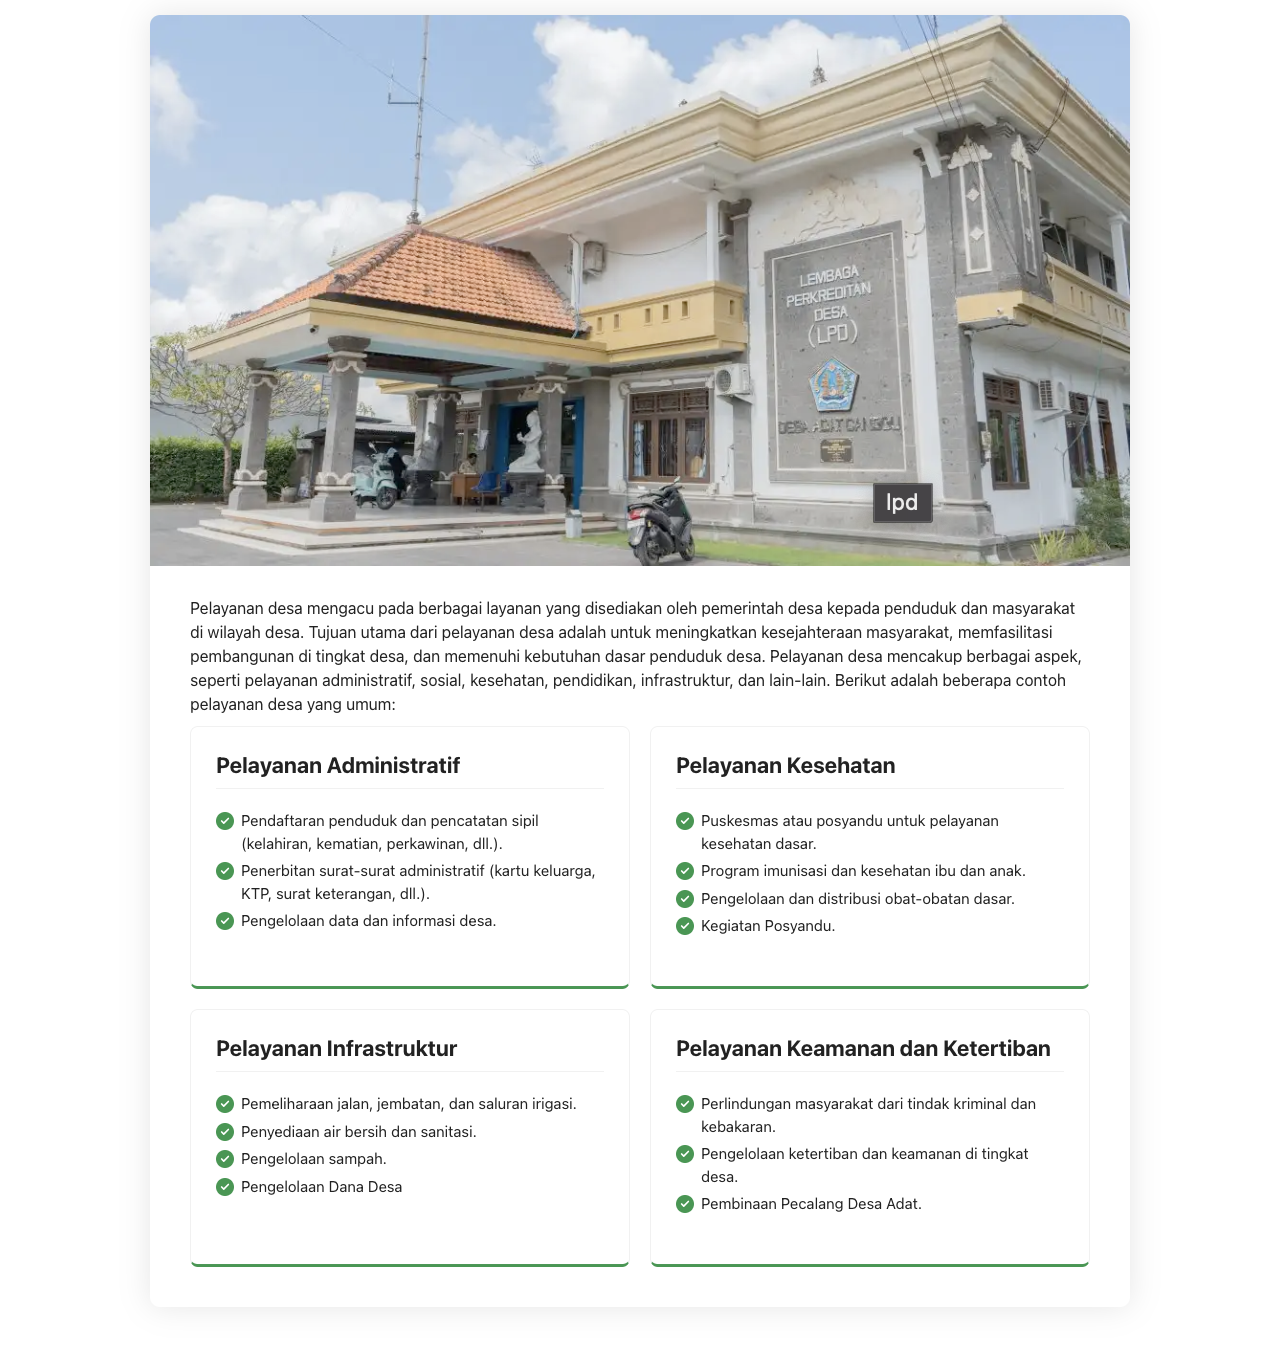 LEMBAGA
PERKREDITAN
DESA
(LPD)
DESA ADAT CANGGU
lpd
Pelayanan desa mengacu pada berbagai layanan yang disediakan oleh pemerintah desa kepada penduduk dan masyarakat
di wilayah desa. Tujuan utama dari pelayanan desa adalah untuk meningkatkan kesejahteraan masyarakat, memfasilitasi
pembangunan di tingkat desa, dan memenuhi kebutuhan dasar penduduk desa. Pelayanan desa mencakup berbagai aspek,
seperti pelayanan administratif, sosial, kesehatan, pendidikan, infrastruktur, dan lain-lain. Berikut adalah beberapa contoh
pelayanan desa yang umum:
Pelayanan Administratif
Pendaftaran penduduk dan pencatatan sipil
(kelahiran, kematian, perkawinan, dll.).
Penerbitan surat-surat administratif (kartu keluarga,
KTP, surat keterangan, dll.).
Pengelolaan data dan informasi desa.
Pelayanan Kesehatan
Puskesmas atau posyandu untuk pelayanan
kesehatan dasar.
Program imunisasi dan kesehatan ibu dan anak.
Pengelolaan dan distribusi obat-obatan dasar.
Kegiatan Posyandu.
Pelayanan Infrastruktur
Pemeliharaan jalan, jembatan, dan saluran irigasi.
Penyediaan air bersih dan sanitasi.
Pengelolaan sampah.
Pengelolaan Dana Desa
Pelayanan Keamanan dan Ketertiban
Perlindungan masyarakat dari tindak kriminal dan
kebakaran.
Pengelolaan ketertiban dan keamanan di tingkat
desa.
Pembinaan Pecalang Desa Adat.